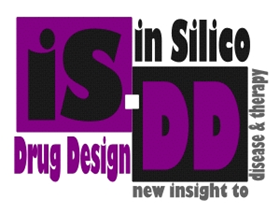 iS
in Silico
DD
Drug Design
new insight to
disease & therapy